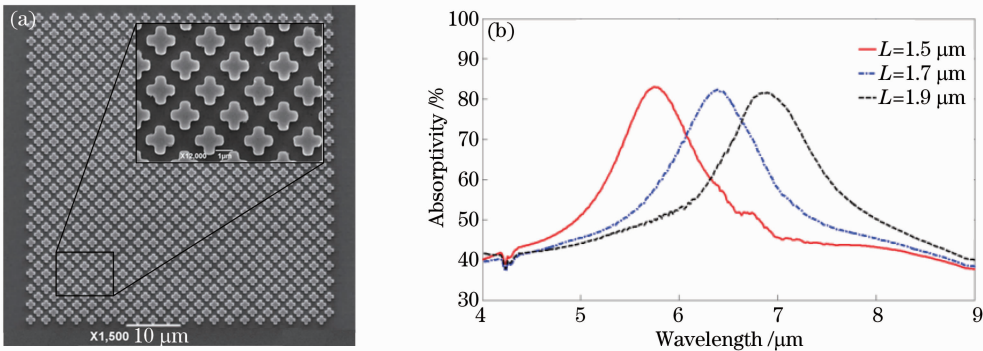 (a)
X12,000 1μm
X1,500 10 μm
(b)
100
90
80
70
60
50
40
30
Absorptivity /%
L=1.5 μm
L=1.7 μm
L=1.9 μm
4 5 6 7 8 9
Wavelength /μm